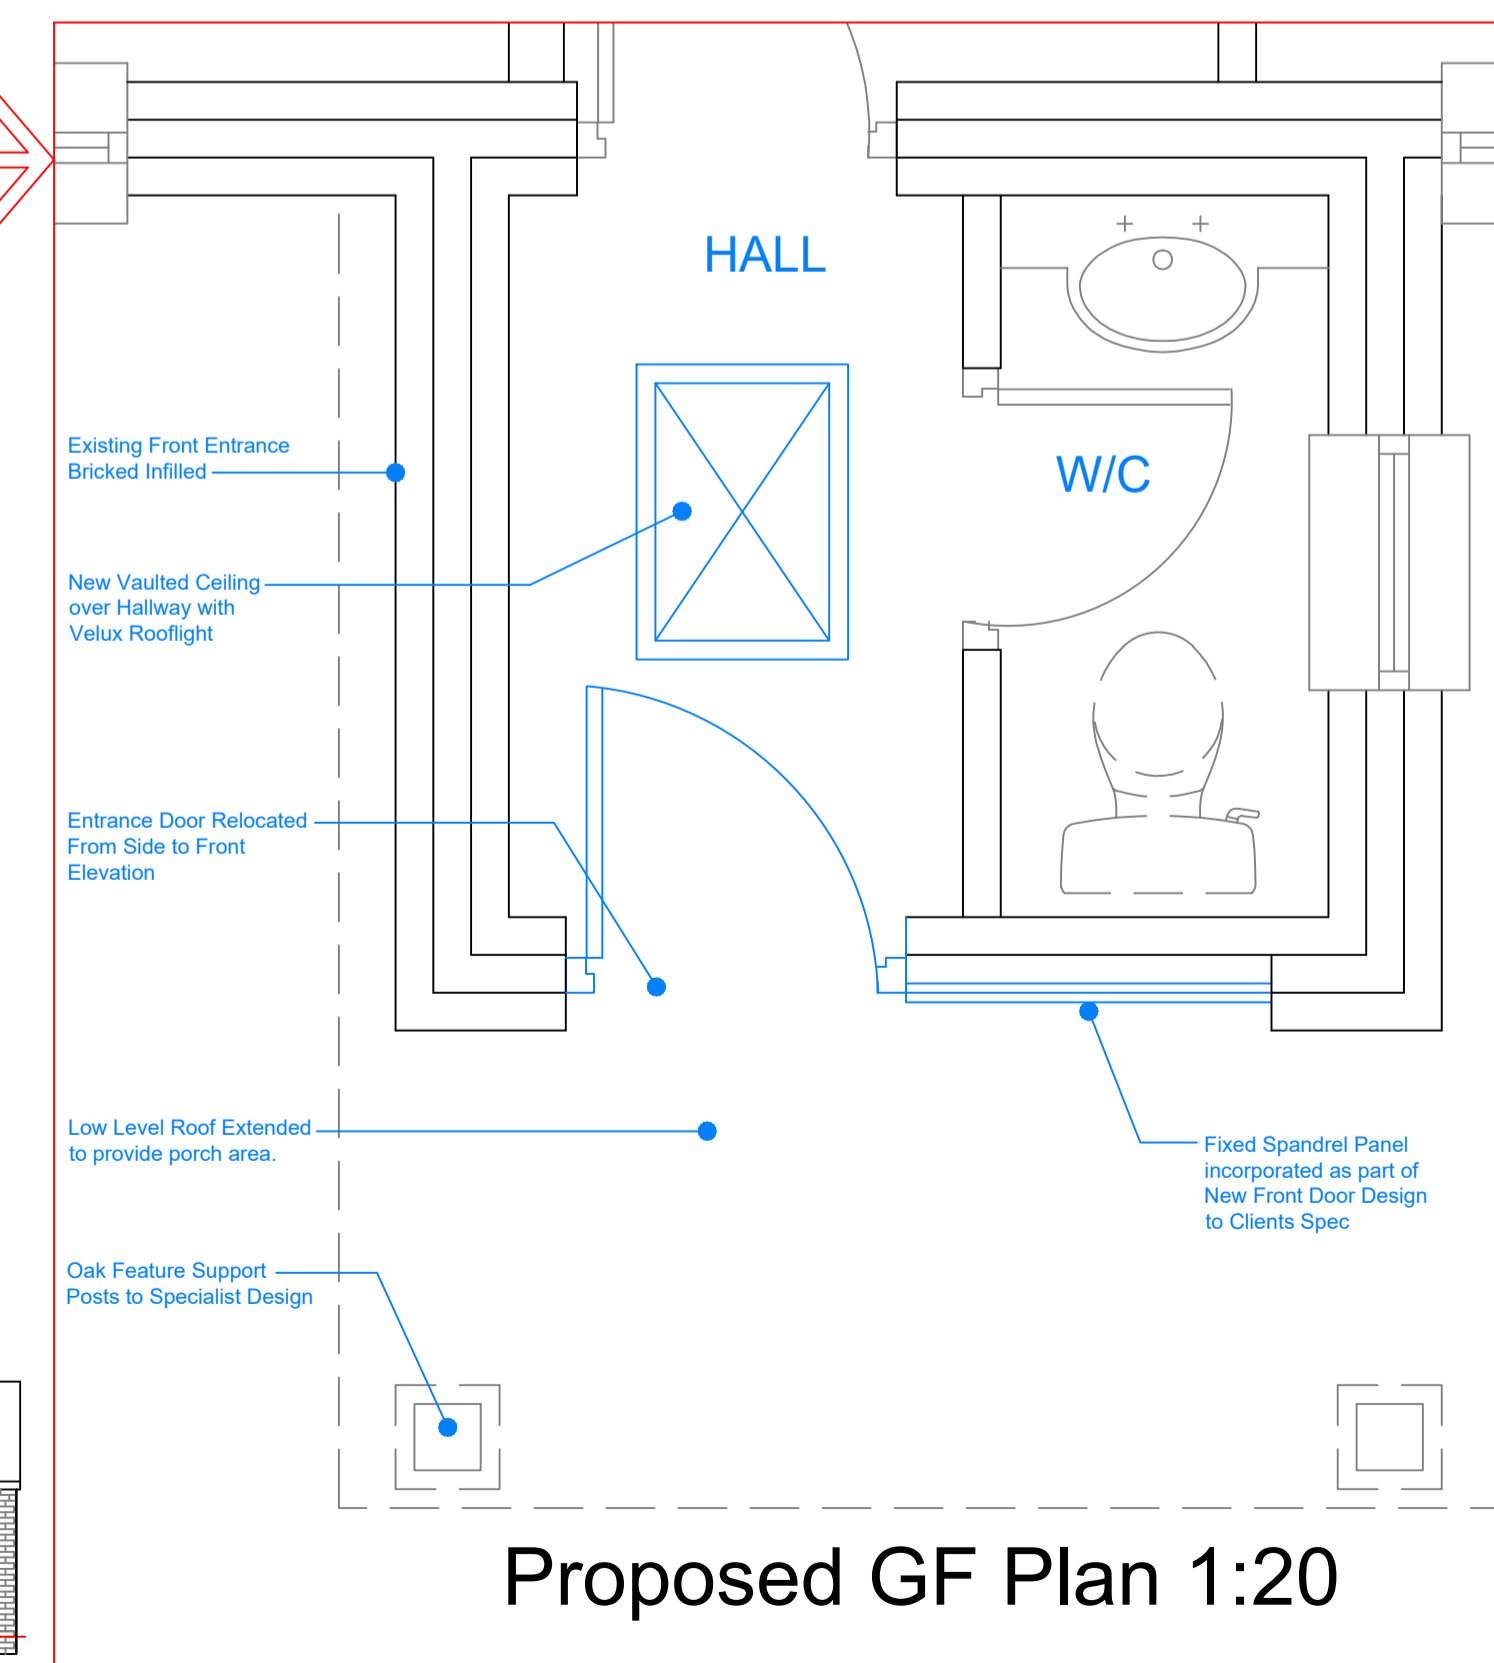 HALL
Existing Front Entrance
Bricked Infilled
W/C
New Vaulted Ceiling
over Hallway with
Velux Rooflight
Entrance Door Relocated
From Side to Front
Elevation
Low Level Roof Extended
to provide porch area.
Fixed Spandrel Panel
incorporated as part of
New Front Door Design
to Clients Spec
Oak Feature Support
Posts to Specialist Design
Proposed GF Plan 1:20